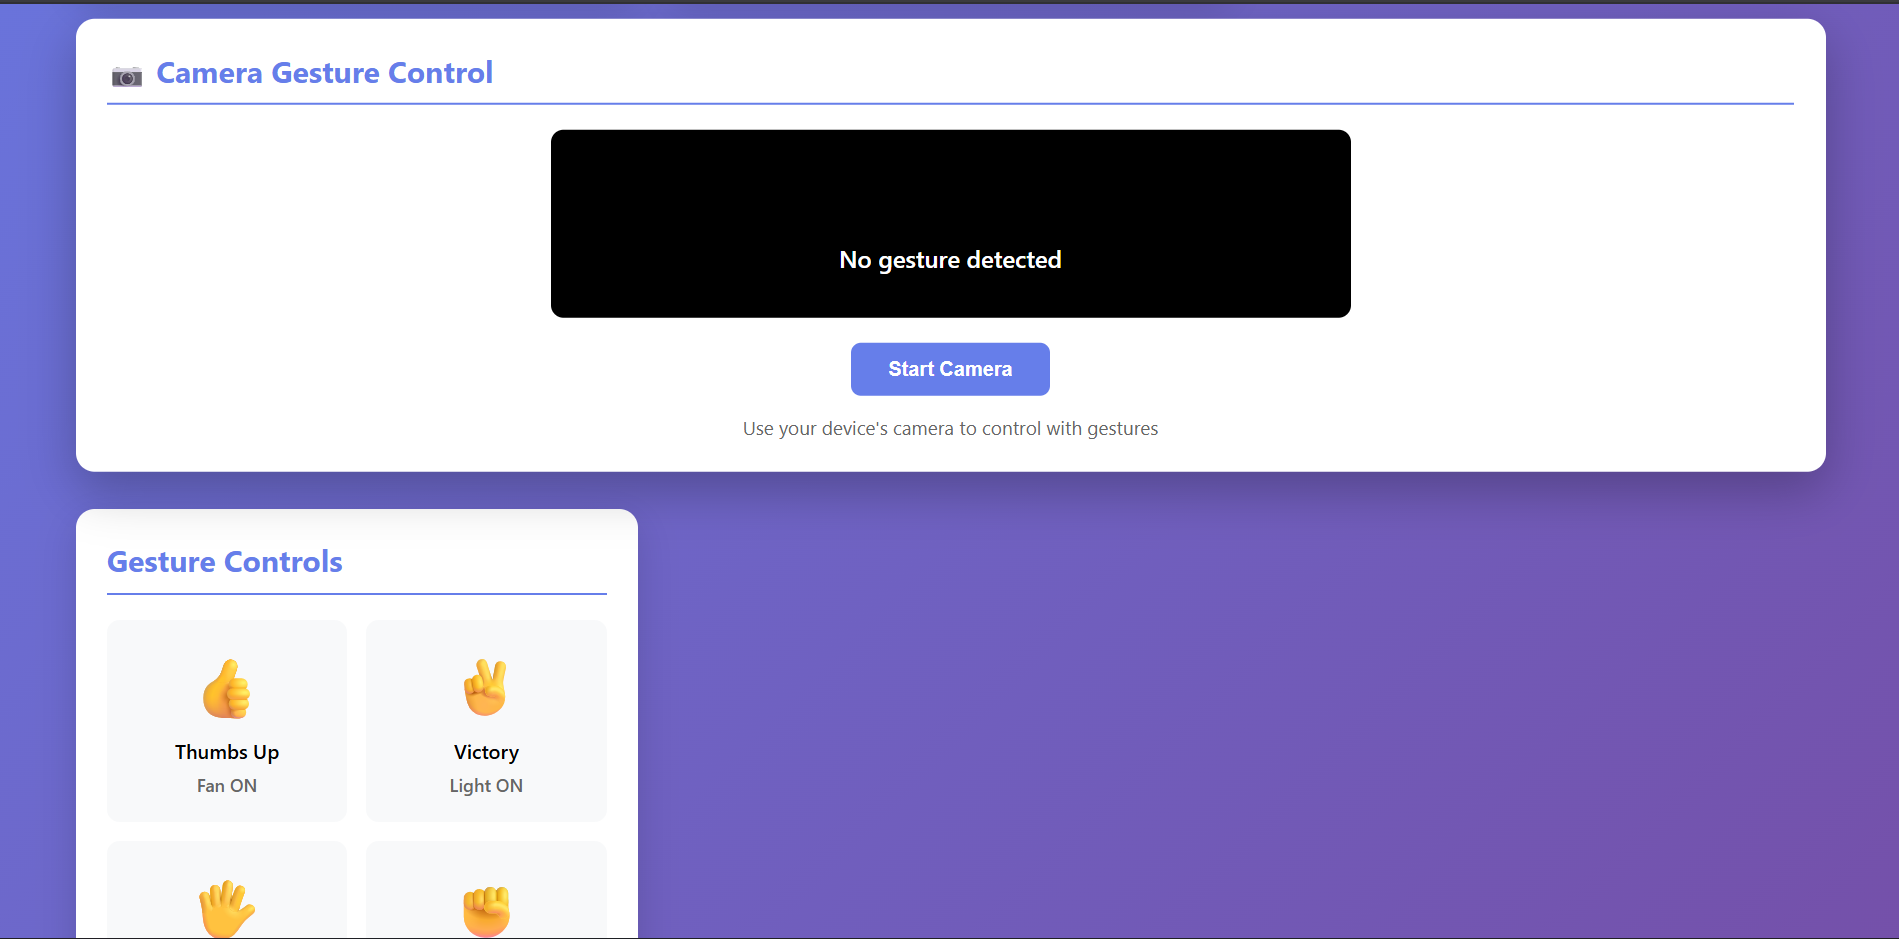 Camera Gesture Control
No gesture detected
Start Camera
Use your device's camera to control with gestures
Gesture Controls
Thumbs Up
Fan ON
Victory
Light ON